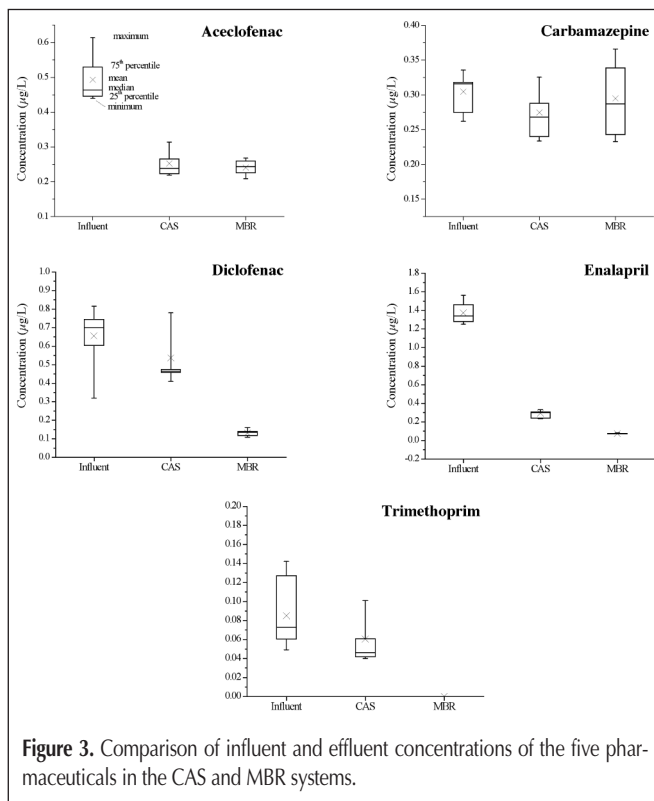 Aceclofenac
Concentration (µg/L)
0.6
0.5
0.4
0.3
0.2
0.1
maximum
75th percentile
mean
median
25th percentile
minimum
Influent
CAS
MBR
Carbamazepine
Concentration (µg/L)
0.40
0.35
0.30
0.25
0.20
0.15
Influent
CAS
MBR
Diclofenac
Concentration (µg/L)
1.0
0.9
0.8
0.7
0.6
0.5
0.4
0.3
0.2
0.1
0.0
Influent
CAS
MBR
Enalapril
Concentration (µg/L)
1.8
1.6
1.4
1.2
1.0
0.8
0.6
0.4
0.2
0.0
-0.2
Influent
CAS
MBR
Trimethoprim
Concentration (µg/L)
0.20
0.18
0.16
0.14
0.12
0.10
0.08
0.06
0.04
0.02
0.00
Influent
CAS
MBR
Figure 3. Comparison of influent and effluent concentrations of the five phar-
maceuticals in the CAS and MBR systems.